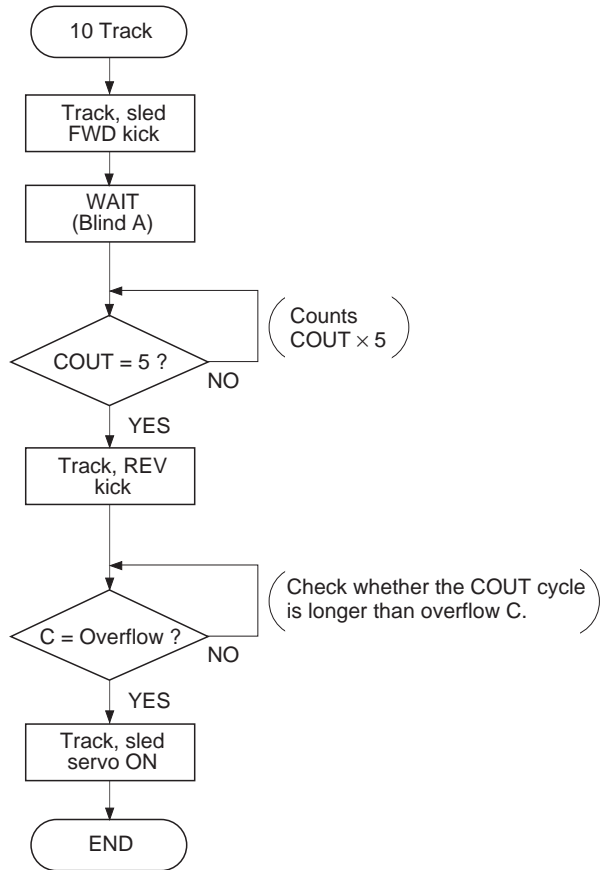 10 Track
Track, sled
FWD kick
WAIT
(Blind A)
Counts
COUT × 5
COUT = 5 ?
NO
YES
Track, REV
kick
Check whether the COUT cycle
is longer than overflow C.
C = Overflow ?
NO
YES
Track, sled
servo ON
END